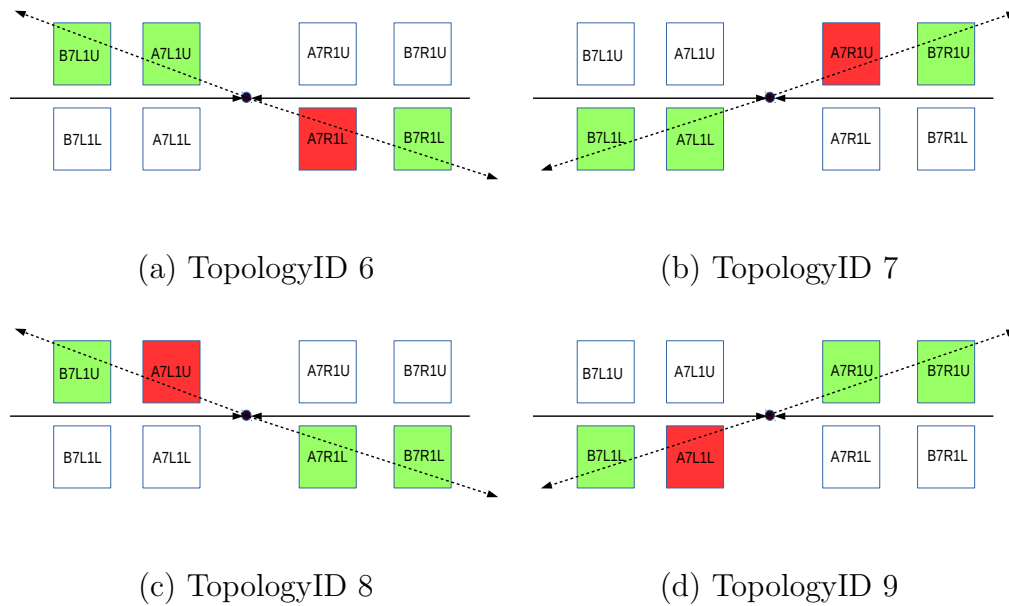 B7L1U A7L1U A7R1U B7R1U
B7L1L A7L1L A7R1L B7R1L
(a) TopologyID 6
B7L1U A7L1U A7R1U B7R1U
B7L1L A7L1L A7R1L B7R1L
(b) TopologyID 7
B7L1U A7L1U A7R1U B7R1U
B7L1L A7L1L A7R1L B7R1L
(c) TopologyID 8
B7L1U A7L1U A7R1U B7R1U
B7L1L A7L1L A7R1L B7R1L
(d) TopologyID 9